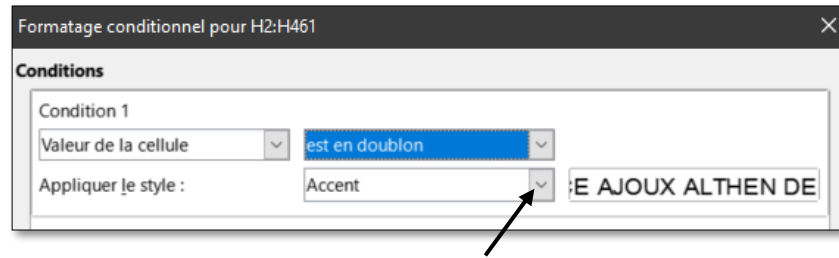 Formatage conditionnel pour H2:H461
Conditions
Condition 1
Valeur de la cellule est en doublon
Appliquer le style : Accent E AJOUX ALTHEN DE